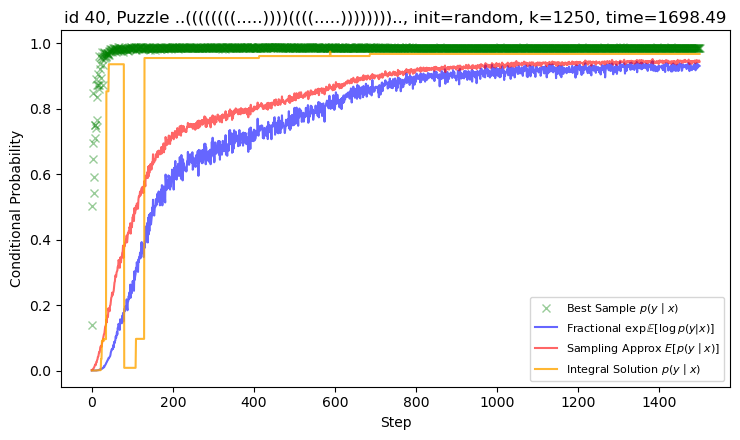 id 40, Puzzle ..((((((((.....))))((((.....)))))))).., init=random, k=1250, time=1698.49
1.0
0.8
0.6
0.4
0.2
0.0
Conditional Probability
Best Sample p(y | x)
Fractional exp𝔼[log p(y|x)]
Sampling Approx E[p(y | x)]
Integral Solution p(y | x)
0 200 400 600 800 1000 1200 1400
Step